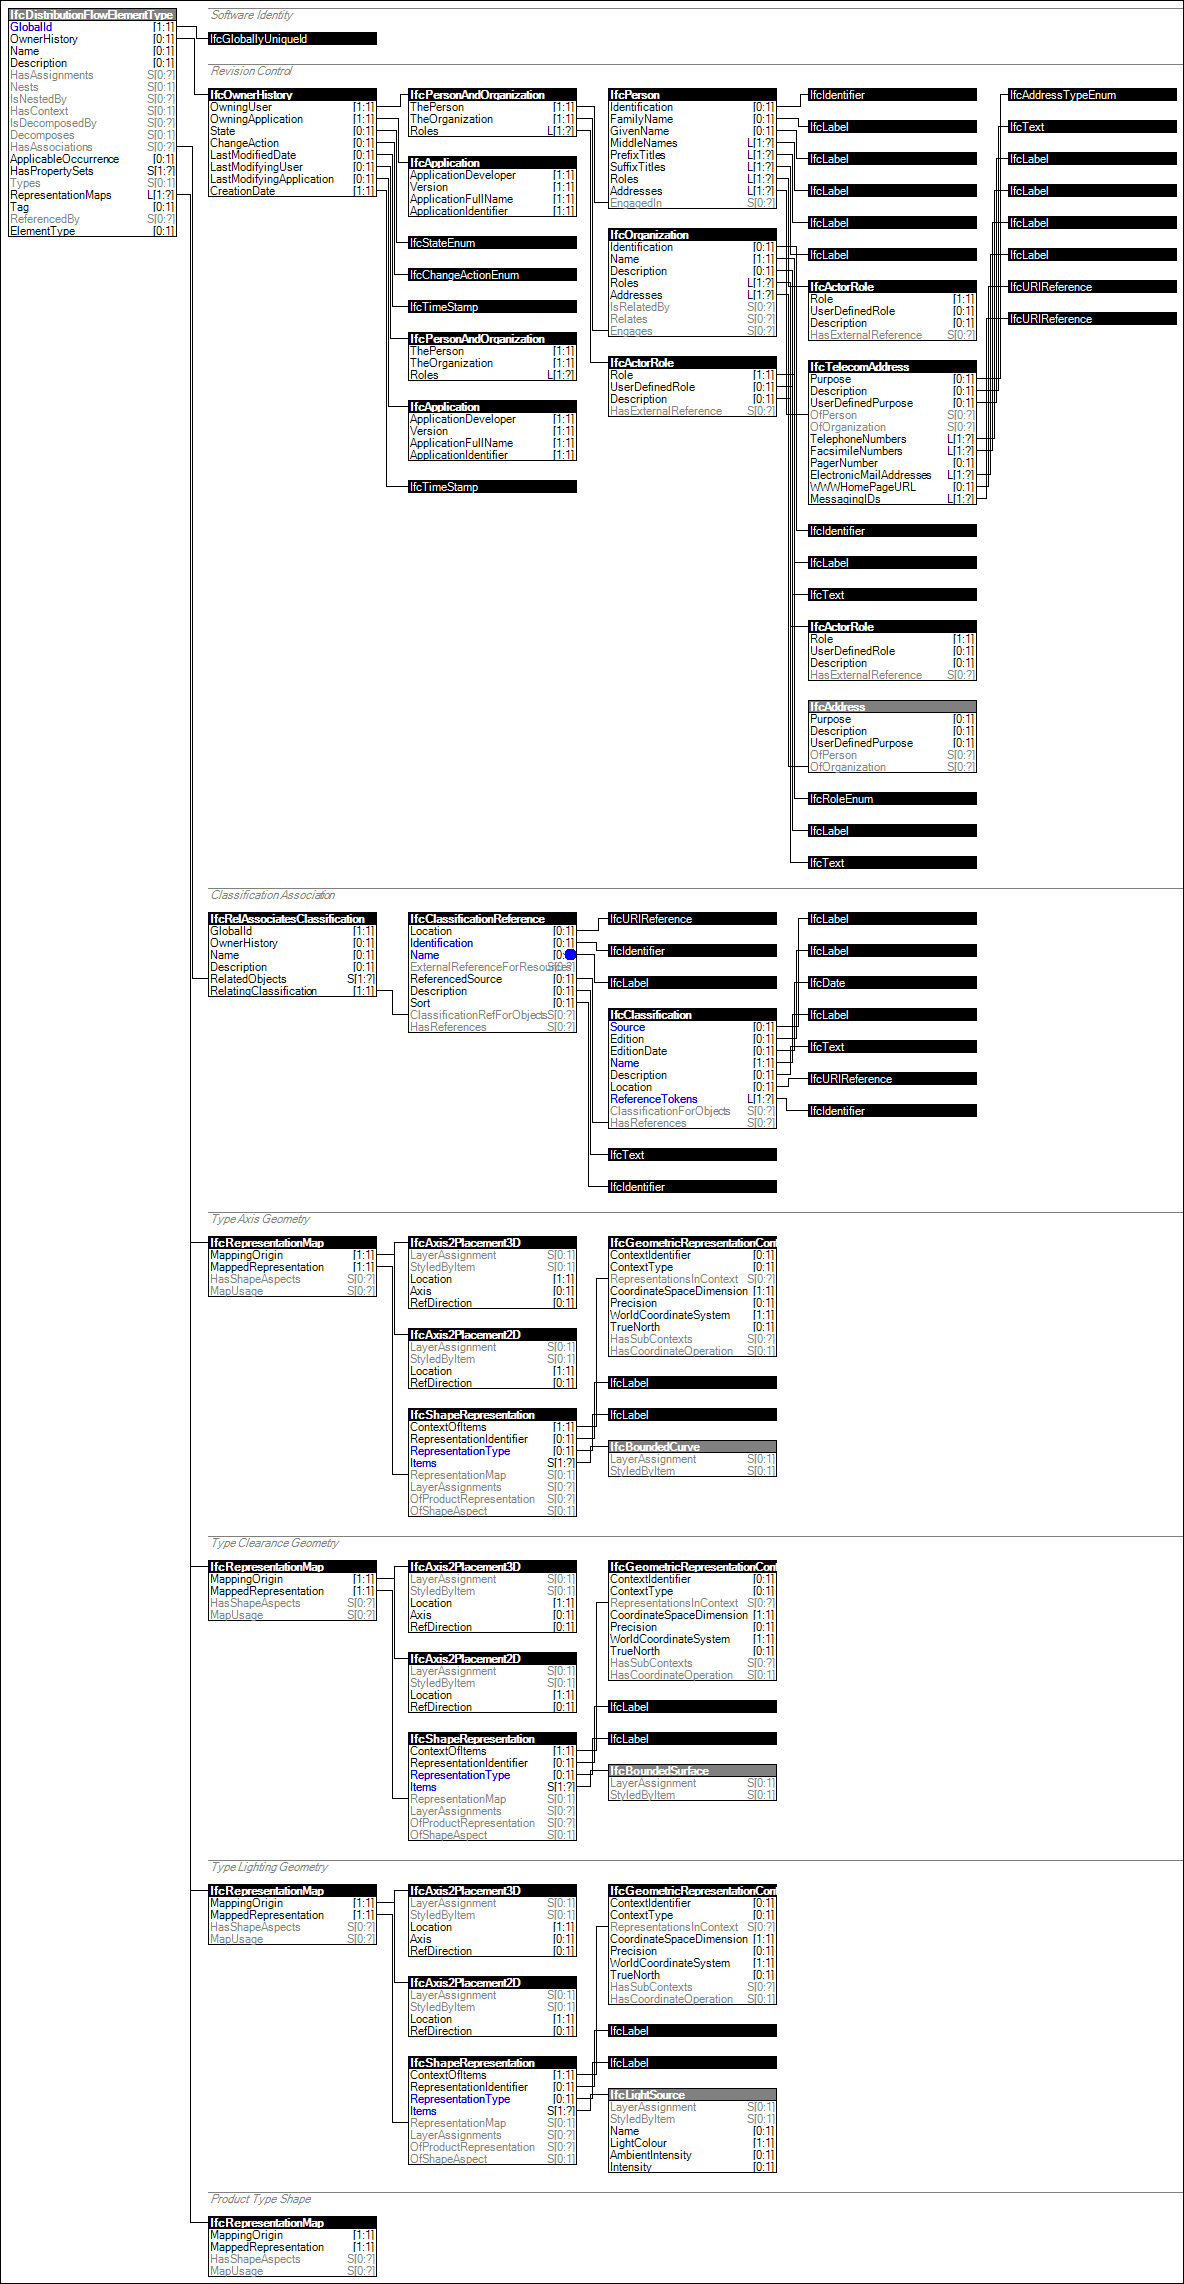 IfcDistributionFlowElementType
GlobalId [1:1]
OwnerHistory [0:1]
Name [0:1]
Description [0:1]
HasAssignments S[0:?]
Nests S[0:1]
IsNestedBy S[0:?]
HasContext S[0:1]
IsDecomposedBy S[0:?]
Decomposes S[0:1]
HasAssociations S[0:?]
ApplicableOccurrence [0:1]
HasPropertySets S[1:?]
Types S[0:1]
RepresentationMaps L[1:?]
Tag [0:1]
ReferencedBy S[0:?]
ElementType [0:1]
Software Identity
IfcGloballyUniqueId
Revision Control
IfcOwnerHistory
OwningUser [1:1]
OwningApplication [1:1]
State [0:1]
ChangeAction [0:1]
LastModifiedDate [0:1]
LastModifyingUser [0:1]
LastModifyingApplication [0:1]
CreationDate [1:1]
IfcPersonAndOrganization
ThePerson [1:1]
TheOrganization [1:1]
Roles L[1:?]
IfcApplication
ApplicationDeveloper [1:1]
Version [1:1]
ApplicationFullName [1:1]
ApplicationIdentifier [1:1]
IfcStateEnum
IfcChangeActionEnum
IfcTimeStamp
IfcPersonAndOrganization
ThePerson [1:1]
TheOrganization [1:1]
Roles L[1:?]
IfcApplication
ApplicationDeveloper [1:1]
Version [1:1]
ApplicationFullName [1:1]
ApplicationIdentifier [1:1]
IfcTimeStamp
IfcPerson
Identification [0:1]
FamilyName [0:1]
GivenName [0:1]
MiddleNames L[1:?]
PrefixTitles L[1:?]
SuffixTitles L[1:?]
Roles L[1:?]
Addresses L[1:?]
EngagedIn S[0:?]
IfcOrganization
Identification [0:1]
Name [1:1]
Description [0:1]
Roles L[1:?]
Addresses L[1:?]
IsRelatedBy S[0:?]
Relates S[0:?]
Engages S[0:?]
IfcActorRole
Role [1:1]
UserDefinedRole [0:1]
Description [0:1]
HasExternalReference S[0:?]
IfcIdentifier
IfcLabel
IfcLabel
IfcLabel
IfcLabel
IfcLabel
IfcActorRole
Role [1:1]
UserDefinedRole [0:1]
Description [0:1]
HasExternalReference S[0:?]
IfcTelecomAddress
Purpose [0:1]
Description [0:1]
UserDefinedPurpose [0:1]
OfPerson S[0:?]
OfOrganization S[0:?]
TelephoneNumbers L[1:?]
FacsimileNumbers L[1:?]
PagerNumber [0:1]
ElectronicMailAddresses L[1:?]
WWWHomePageURL [0:1]
MessagingIDs L[1:?]
IfcIdentifier
IfcLabel
IfcText
IfcActorRole
Role [1:1]
UserDefinedRole [0:1]
Description [0:1]
HasExternalReference S[0:?]
IfcAddress
Purpose [0:1]
Description [0:1]
UserDefinedPurpose [0:1]
OfPerson S[0:?]
OfOrganization S[0:?]
IfcRoleEnum
IfcLabel
IfcText
IfcAddressTypeEnum
IfcText
IfcLabel
IfcLabel
IfcLabel
IfcLabel
IfcURIReference
IfcURIReference
Classification Association
IfcRelAssociatesClassification
GlobalId [1:1]
OwnerHistory [0:1]
Name [0:1]
Description [0:1]
RelatedObjects S[1:?]
RelatingClassification [1:1]
IfcClassificationReference
Location [0:1]
Identification [0:1]
Name [0:
ExternalReferenceForResources S[0:?]
ReferencedSource [0:1]
Description [0:1]
Sort [0:1]
ClassificationRefForObjects S[0:?]
HasReferences S[0:?]
IfcURIReference
IfcIdentifier
IfcLabel
IfcClassification
Source [0:1]
Edition [0:1]
EditionDate [0:1]
Name [1:1]
Description [0:1]
Location [0:1]
ReferenceTokens L[1:?]
ClassificationForObjects S[0:?]
HasReferences S[0:?]
IfcText
IfcIdentifier
IfcLabel
IfcLabel
IfcDate
IfcLabel
IfcText
IfcURIReference
IfcIdentifier
Type Axis Geometry
IfcRepresentationMap
MappingOrigin [1:1]
MappedRepresentation [1:1]
HasShapeAspects S[0:?]
MapUsage S[0:?]
IfcAxis2Placement3D
LayerAssignment S[0:1]
StyledByItem S[0:1]
Location [1:1]
Axis [0:1]
RefDirection [0:1]
IfcAxis2Placement2D
LayerAssignment S[0:1]
StyledByItem S[0:1]
Location [1:1]
RefDirection [0:1]
IfcShapeRepresentation
ContextOfItems [1:1]
RepresentationIdentifier [0:1]
RepresentationType [0:1]
Items S[1:?]
RepresentationMap S[0:1]
LayerAssignments S[0:?]
OfProductRepresentation S[0:?]
OfShapeAspect S[0:1]
IfcGeometricRepresentationCont
ContextIdentifier [0:1]
ContextType [0:1]
RepresentationsInContext S[0:?]
CoordinateSpaceDimension [1:1]
Precision [0:1]
WorldCoordinateSystem [1:1]
TrueNorth [0:1]
HasSubContexts S[0:?]
HasCoordinateOperation S[0:1]
IfcLabel
IfcLabel
IfcBoundedCurve
LayerAssignment S[0:1]
StyledByItem S[0:1]
Type Clearance Geometry
IfcRepresentationMap
MappingOrigin [1:1]
MappedRepresentation [1:1]
HasShapeAspects S[0:?]
MapUsage S[0:?]
IfcAxis2Placement3D
LayerAssignment S[0:1]
StyledByItem S[0:1]
Location [1:1]
Axis [0:1]
RefDirection [0:1]
IfcAxis2Placement2D
LayerAssignment S[0:1]
StyledByItem S[0:1]
Location [1:1]
RefDirection [0:1]
IfcShapeRepresentation
ContextOfItems [1:1]
RepresentationIdentifier [0:1]
RepresentationType [0:1]
Items S[1:?]
RepresentationMap S[0:1]
LayerAssignments S[0:?]
OfProductRepresentation S[0:?]
OfShapeAspect S[0:1]
IfcGeometricRepresentationCont
ContextIdentifier [0:1]
ContextType [0:1]
RepresentationsInContext S[0:?]
CoordinateSpaceDimension [1:1]
Precision [0:1]
WorldCoordinateSystem [1:1]
TrueNorth [0:1]
HasSubContexts S[0:?]
HasCoordinateOperation S[0:1]
IfcLabel
IfcLabel
IfcBoundedSurface
LayerAssignment S[0:1]
StyledByItem S[0:1]
Type Lighting Geometry
IfcRepresentationMap
MappingOrigin [1:1]
MappedRepresentation [1:1]
HasShapeAspects S[0:?]
MapUsage S[0:?]
IfcAxis2Placement3D
LayerAssignment S[0:1]
StyledByItem S[0:1]
Location [1:1]
Axis [0:1]
RefDirection [0:1]
IfcAxis2Placement2D
LayerAssignment S[0:1]
StyledByItem S[0:1]
Location [1:1]
RefDirection [0:1]
IfcShapeRepresentation
ContextOfItems [1:1]
RepresentationIdentifier [0:1]
RepresentationType [0:1]
Items S[1:?]
RepresentationMap S[0:1]
LayerAssignments S[0:?]
OfProductRepresentation S[0:?]
OfShapeAspect S[0:1]
IfcGeometricRepresentationCont
ContextIdentifier [0:1]
ContextType [0:1]
RepresentationsInContext S[0:?]
CoordinateSpaceDimension [1:1]
Precision [0:1]
WorldCoordinateSystem [1:1]
TrueNorth [0:1]
HasSubContexts S[0:?]
HasCoordinateOperation S[0:1]
IfcLabel
IfcLabel
IfcLightSource
LayerAssignment S[0:1]
StyledByItem S[0:1]
Name [0:1]
LightColour [1:1]
AmbientIntensity [0:1]
Intensity [0:1]
Product Type Shape
IfcRepresentationMap
MappingOrigin [1:1]
MappedRepresentation [1:1]
HasShapeAspects S[0:?]
MapUsage S[0:?]